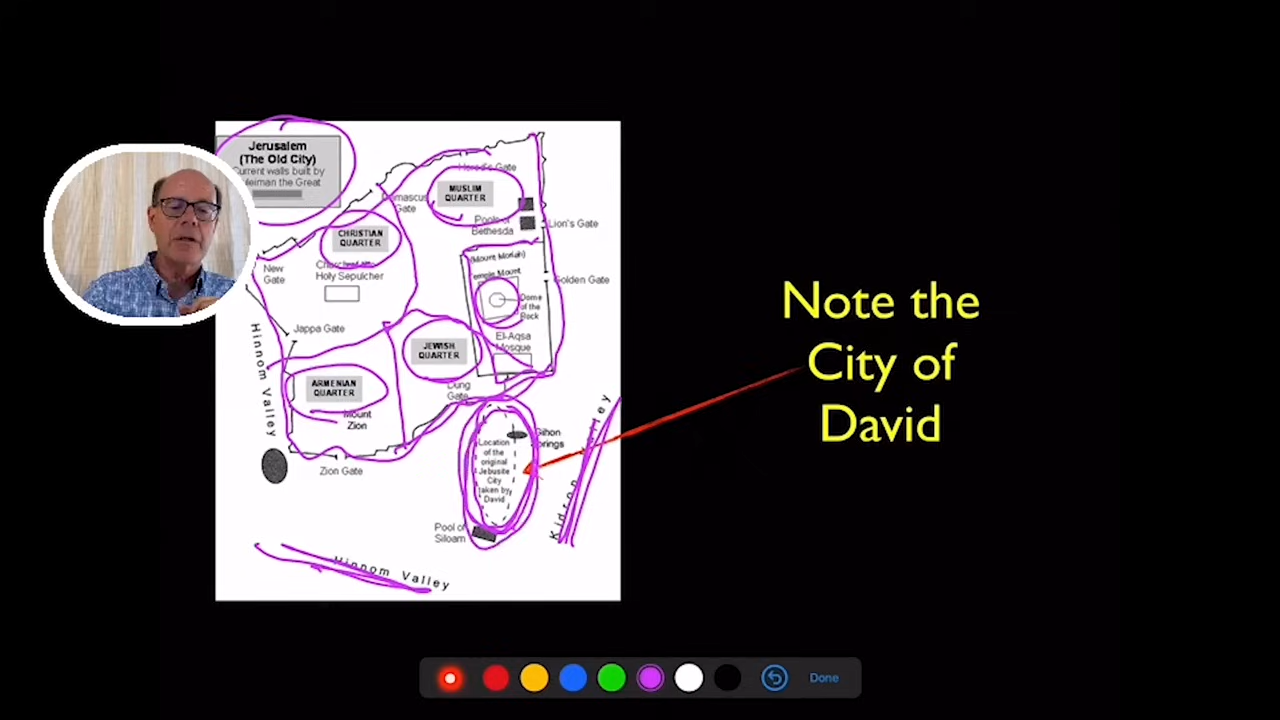 Jerusalem
(The Old City)
Current walls built by
Suleiman the Great
Herod's Gate
MUSLIM
QUARTER
Damascus
Gate
Pools of
Bethesda
Lion's Gate
CHRISTIAN
QUARTER
(Mount Moriah)
Temple Mount
New
Gate
Holy Sepulcher
Golden Gate
Dome
of the
Rock
Jappa Gate
El-Aqsa
Mosque
JEWISH
QUARTER
Hinnom Valley
ARMENIAN
QUARTER
Dung
Gate
Mount
Zion
Zion Gate
Gihon
Springs
Location
of the
original
Jebusite
City
taken by
David
Kidron Valley
Pool of
Siloam
Hinnom Valley
Note the
City of
David
Done